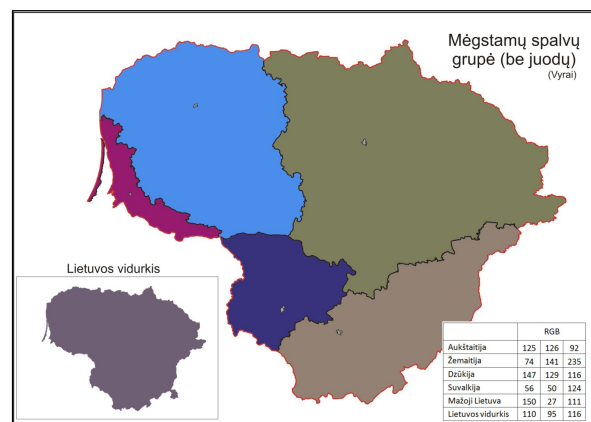 Mėgstamų spalvų
grupė (be juodų)
(Vyrai)
Lietuvos vidurkis
RGB
Aukštaitija 125 126 92
Žemaitija 74 141 235
Dzūkija 147 129 116
Suvalkija 56 50 124
Mažoji Lietuva 150 27 111
Lietuvos vidurkis 110 95 116